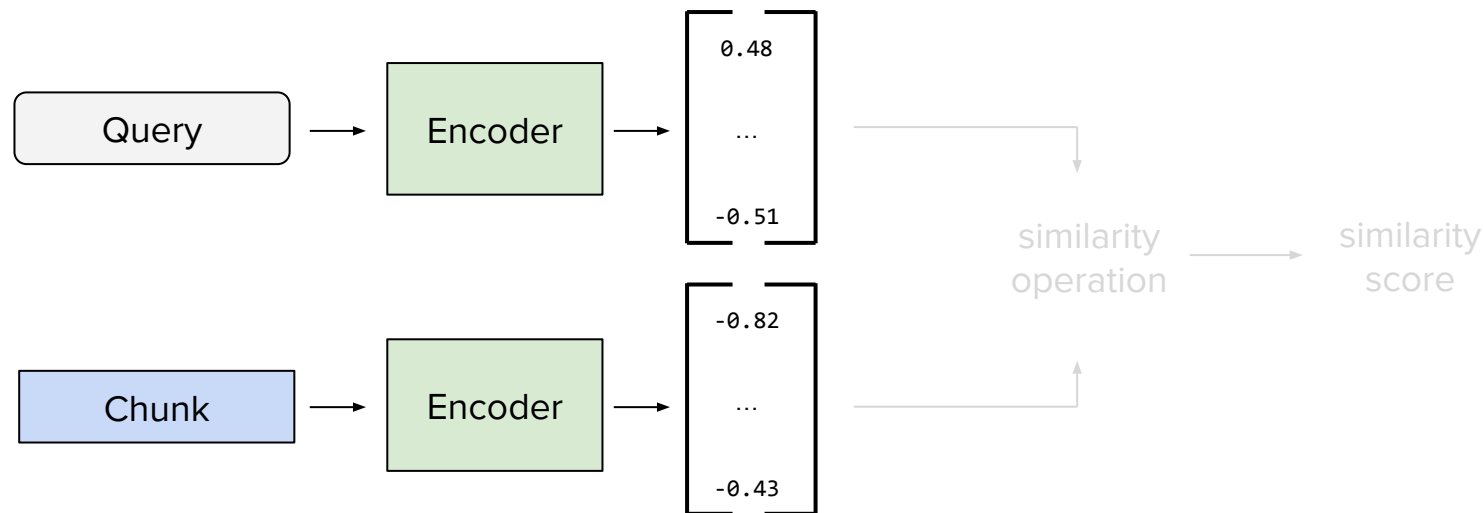 Query
Encoder
0.48
...
-0.51
Chunk
Encoder
-0.82
...
-0.43
similarity
operation
similarity
score